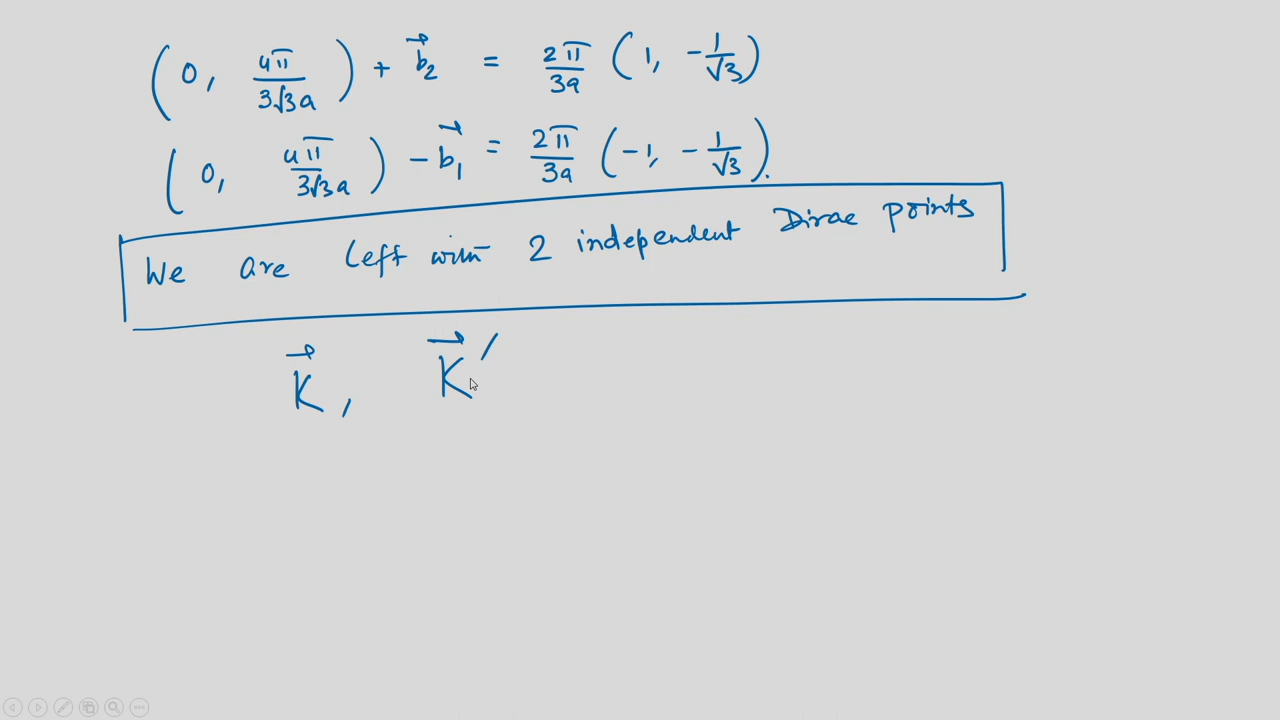 (0, 4π/3√3a) + b⃗₂ = 2π/3a (1, -1/√3)
(0, 4π/3√3a) - b⃗₁ = 2π/3a (-1, -1/√3).
We are left with 2 independent Dirac points
K⃗, K⃗′